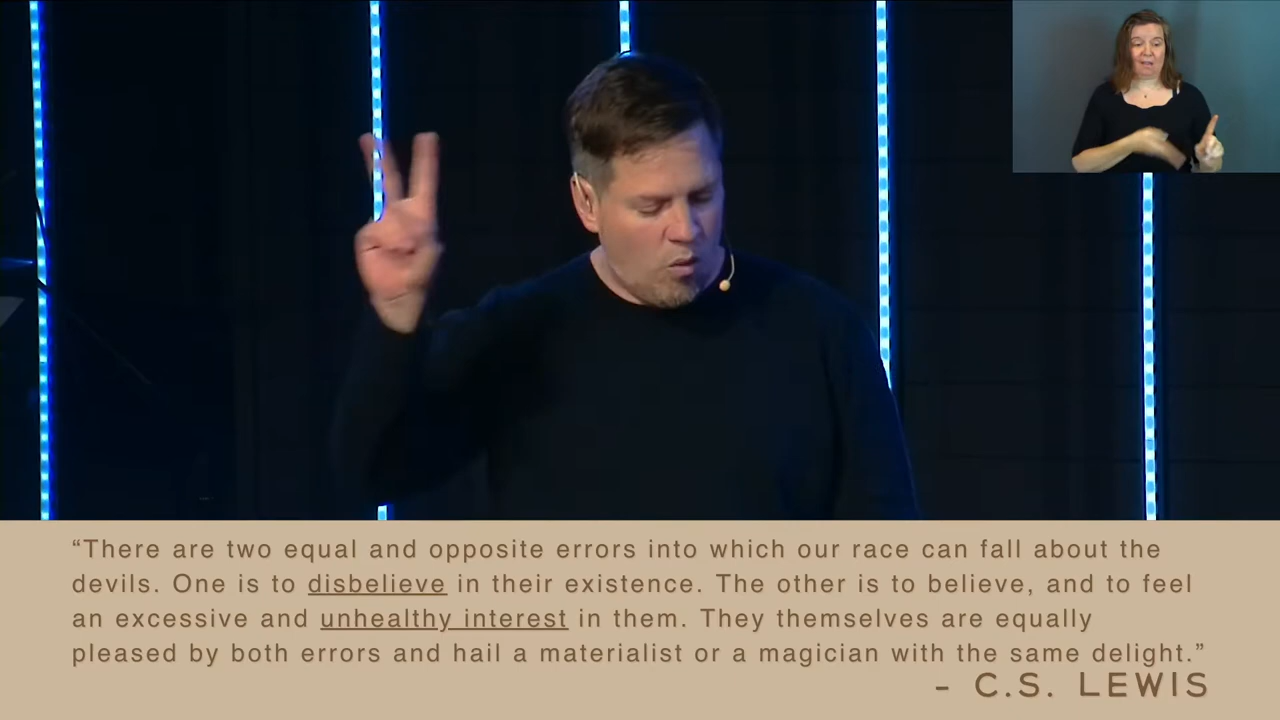 “There are two equal and opposite errors into which our race can fall about the
devils. One is to disbelieve in their existence. The other is to believe, and to feel
an excessive and unhealthy interest in them. They themselves are equally
pleased by both errors and hail a materialist or a magician with the same delight.”
- C.S. LEWIS